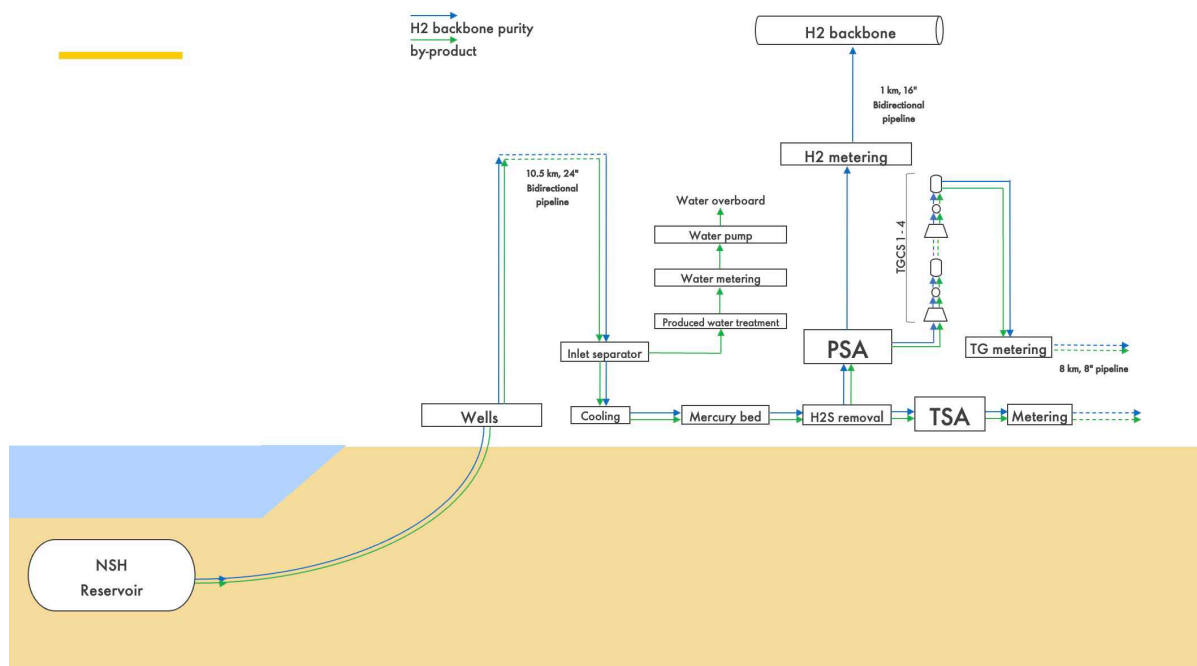 H2 backbone purity
by-product
H2 backbone
1 km, 16"
Bidirectional
pipeline
H2 metering
10.5 km, 24"
Bidirectional
pipeline
Water overboard
Water pump
Water metering
Produced water treatment
TGCS 1 - 4
Inlet separator
PSA
TG metering
8 km, 8" pipeline
Wells
Cooling
Mercury bed
H2S removal
TSA
Metering
NSH
Reservoir